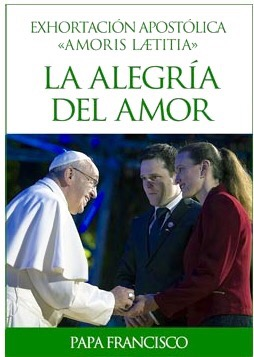 EXHORTACIÓN APOSTÓLICA
«AMORIS LÆTITIA»
LA ALEGRÍA
DEL AMOR
PAPA FRANCISCO